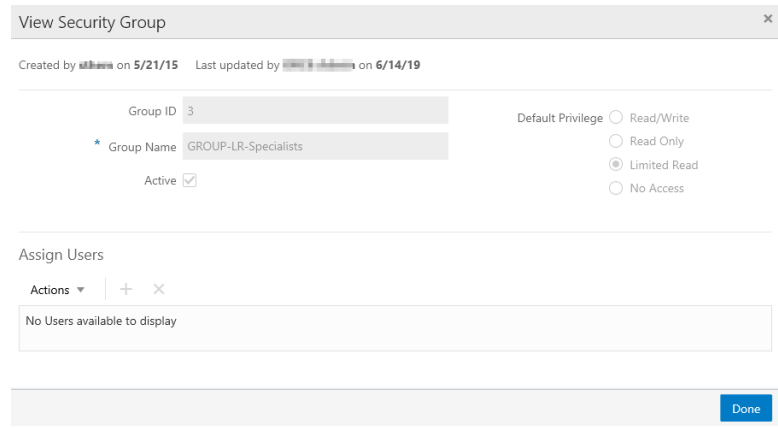 View Security Group
Created by on 5/21/15 Last updated by on 6/14/19
Group ID 3
* Group Name GROUP-LR-Specialists
Active
Default Privilege Read/Write
Read Only
Limited Read
No Access
Assign Users
Actions
No Users available to display
Done